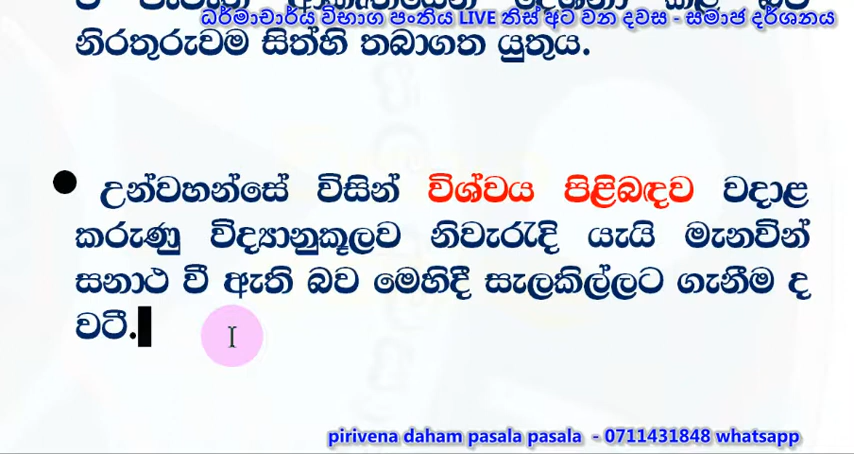 ධර්මාචාර්ය විභාග පංතිය LIVE තිස් අට වන දවස - සමාජ දර්ශනය
නිරතුරුවම සිත්හි තබාගත යුතුය.
● උන්වහන්සේ විසින් විශ්වය පිළිබඳව වදාළ
කරුණු විද්‍යානුකූලව නිවැරැදි යැයි මැනවින්
සනාථ වී ඇති බව මෙහිදී සැලකිල්ලට ගැනීම ද
වටී.
pirivena daham pasala pasala - 0711431848 whatsapp